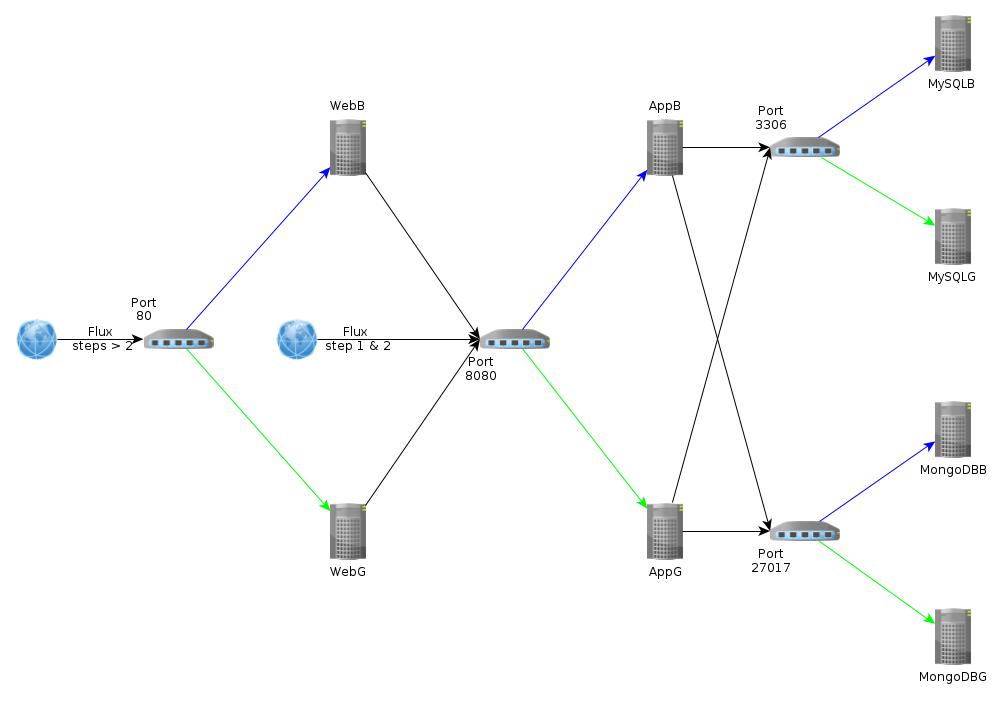 MySQLB
WebB
AppB
Port
3306
MySQLG
Port
80
Flux
steps > 2
Flux
step 1 & 2
Port
8080
MongoDBB
Port
27017
WebG
AppG
MongoDBG